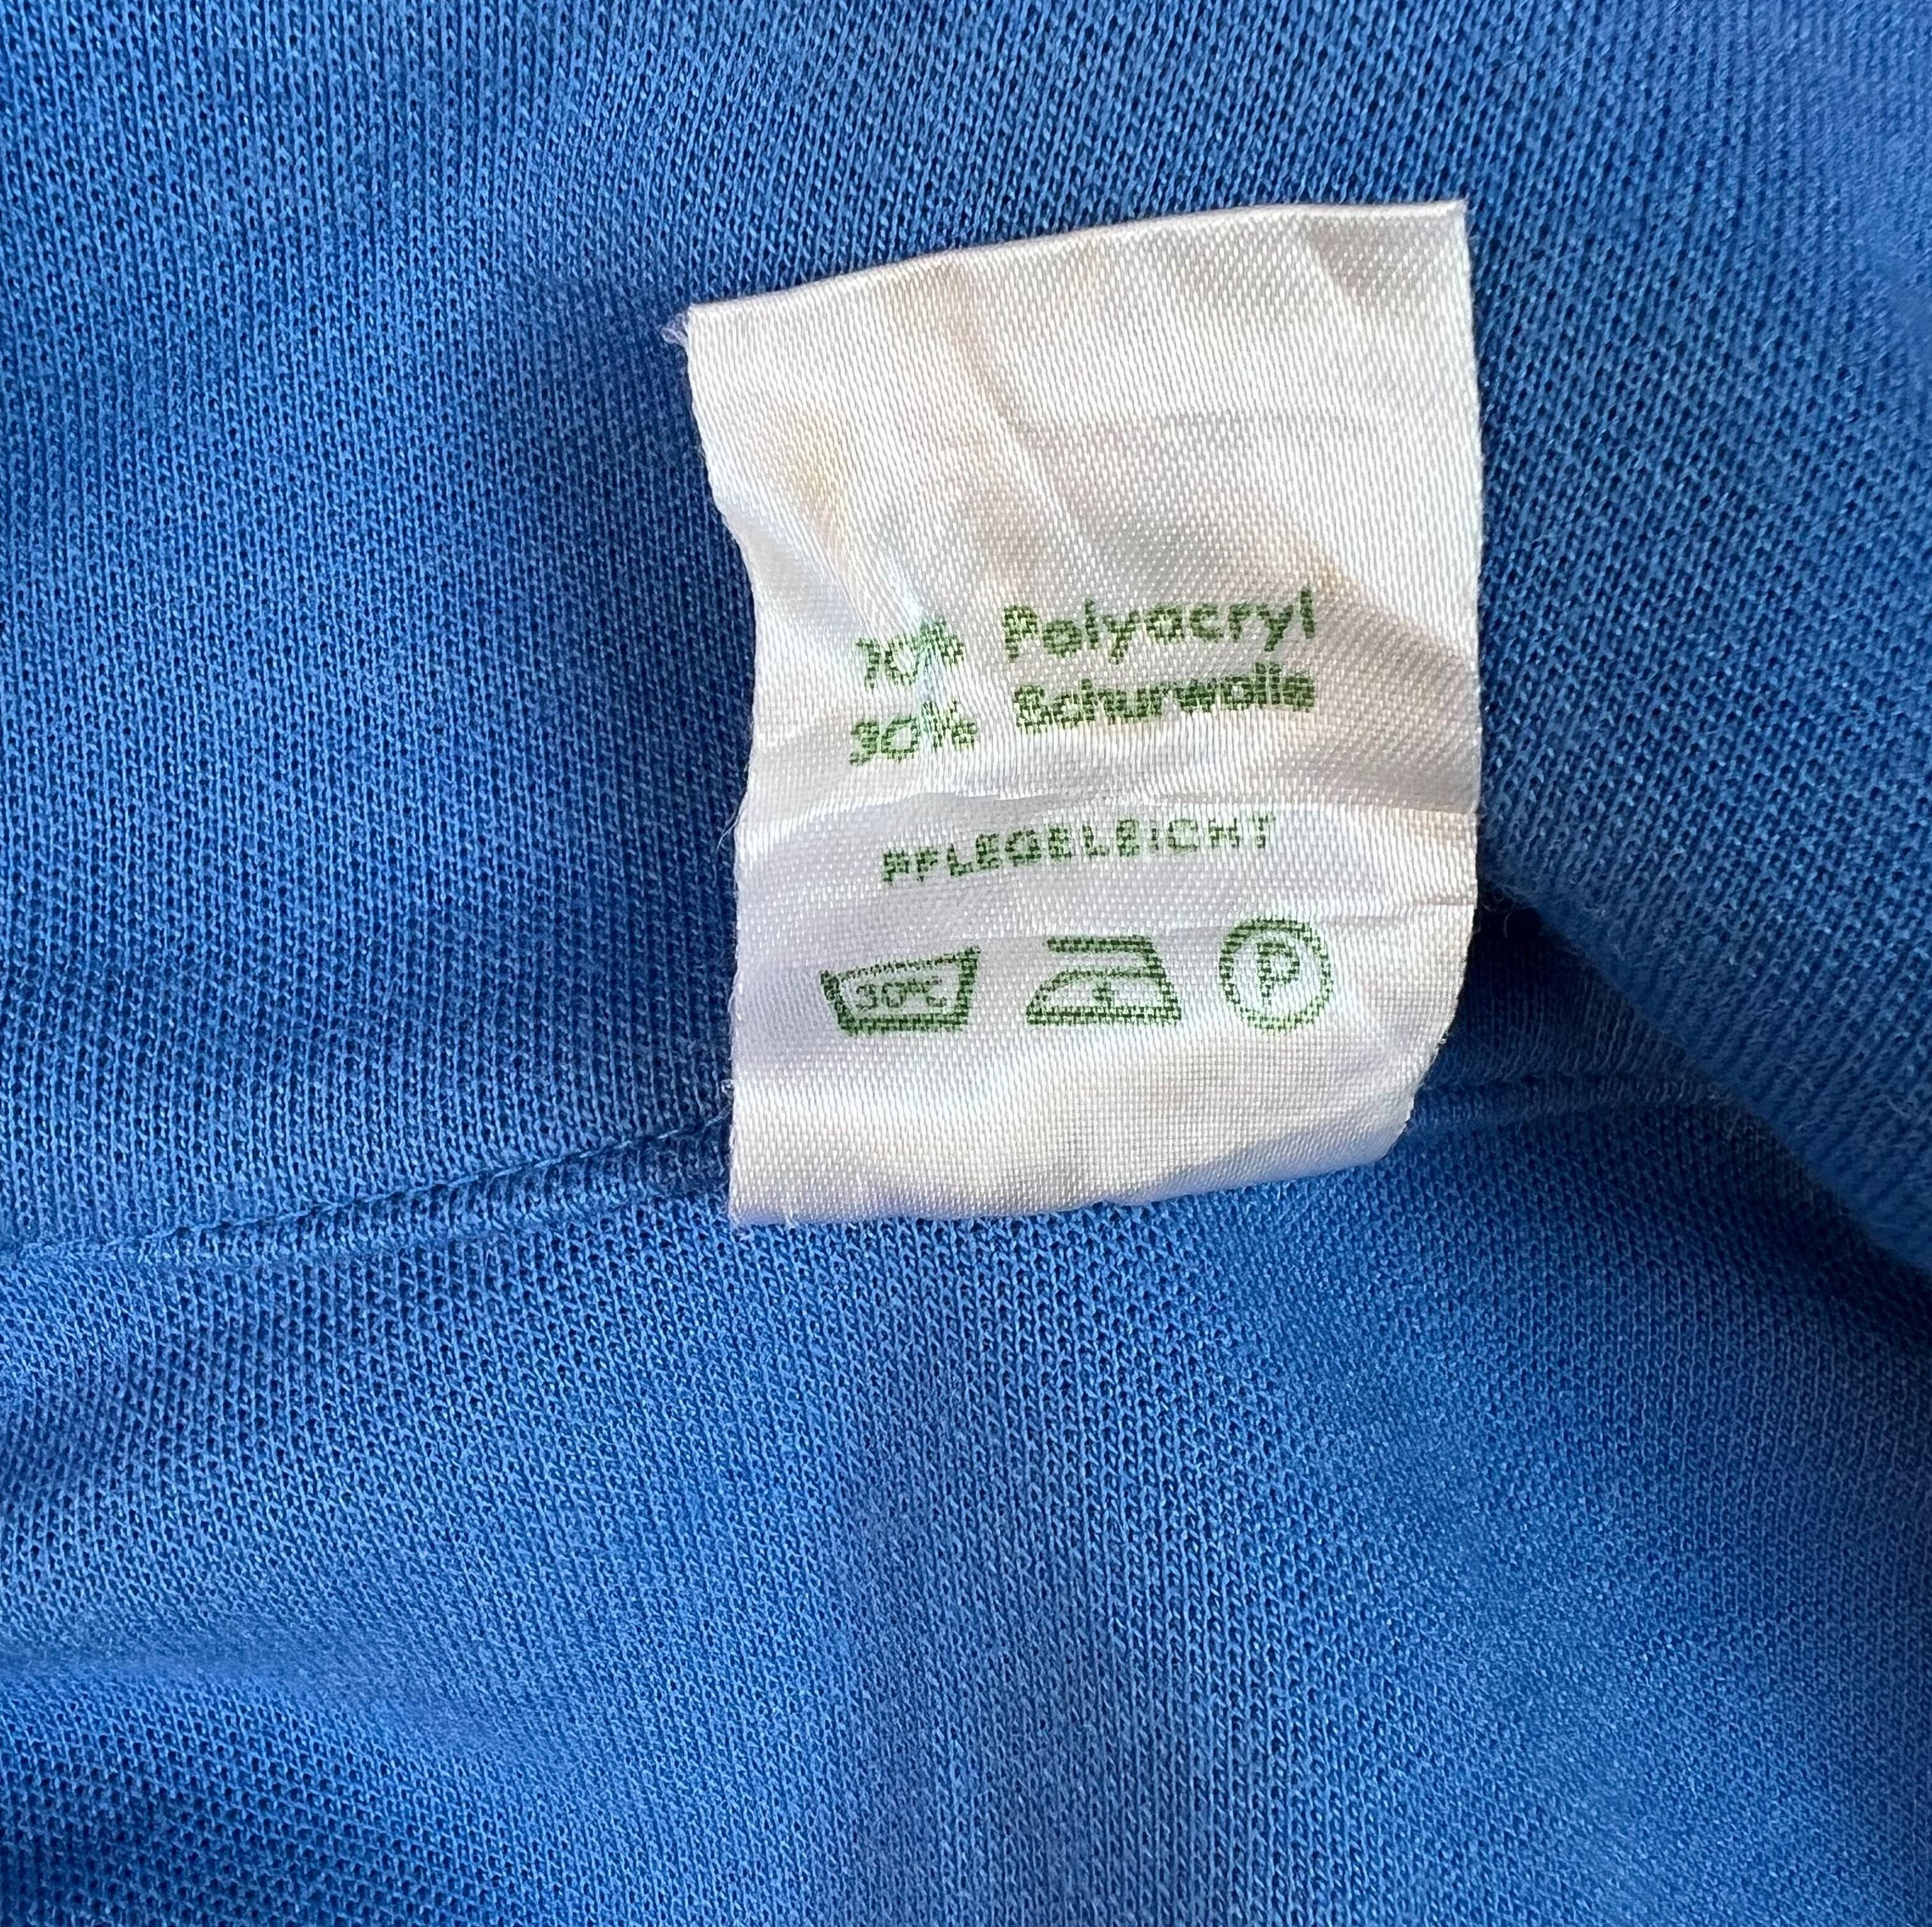 70% Polyacryl
30% Schurwolle
PFLEGELEICHT
30°C P